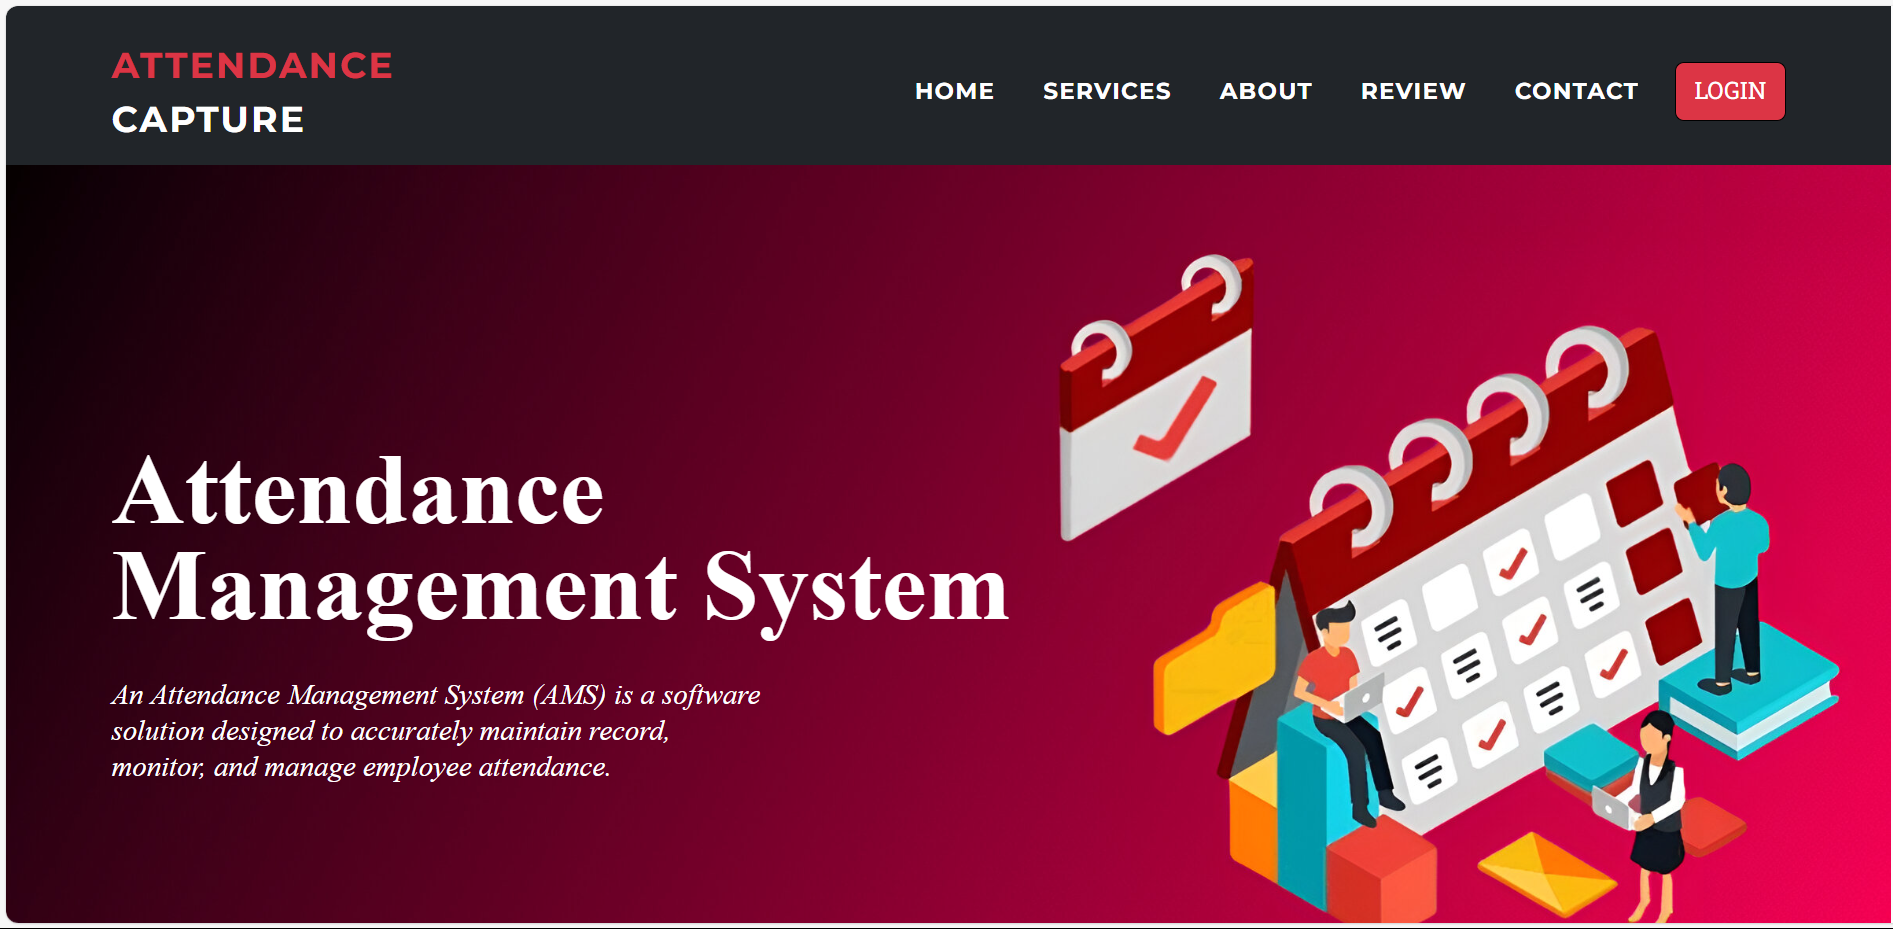 ATTENDANCE
CAPTURE
HOME SERVICES ABOUT REVIEW CONTACT LOGIN
Attendance
Management System
An Attendance Management System (AMS) is a software
solution designed to accurately maintain record,
monitor, and manage employee attendance.